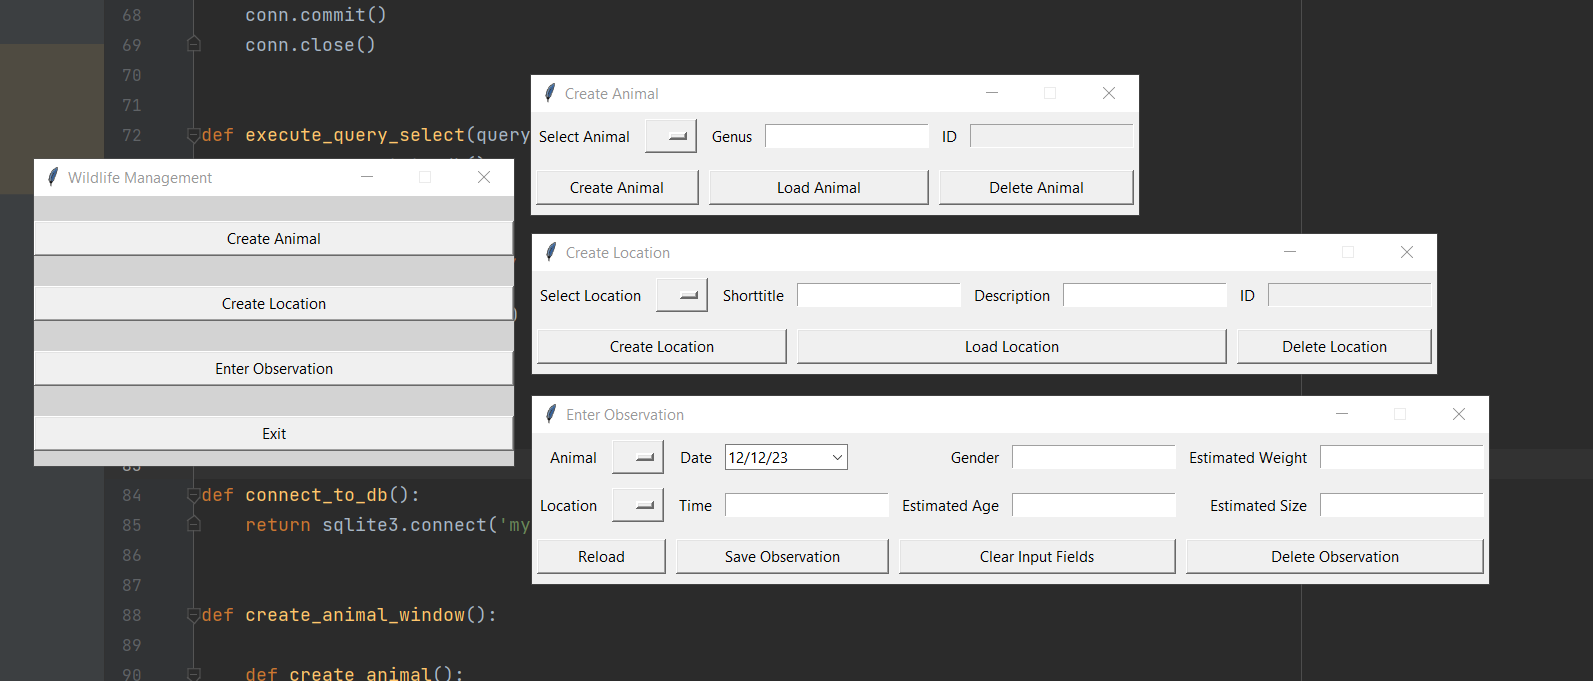 68 conn.commit()
69 conn.close()
70
71
72 def execute_query_select(query
Wildlife Management
Create Animal
Create Location
Enter Observation
Exit
Create Animal
Select Animal Genus ID
Create Animal Load Animal Delete Animal
Create Location
Select Location Shorttitle Description ID
Create Location Load Location Delete Location
Enter Observation
Animal Date 12/12/23 Gender Estimated Weight
Location Time Estimated Age Estimated Size
Reload Save Observation Clear Input Fields Delete Observation
84 def connect_to_db():
85 return sqlite3.connect('my
86
87
88 def create_animal_window():
89
90 def create_animal():